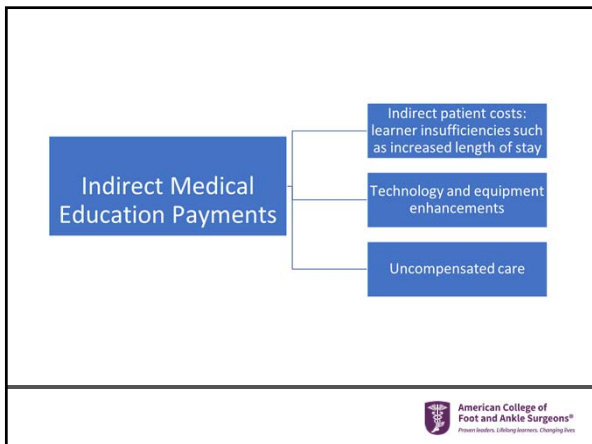 Indirect Medical
Education Payments
Indirect patient costs:
learner insufficiencies such
as increased length of stay
Technology and equipment
enhancements
Uncompensated care
American College of
Foot and Ankle Surgeons®
Proven leaders. Lifelong learners. Changing lives